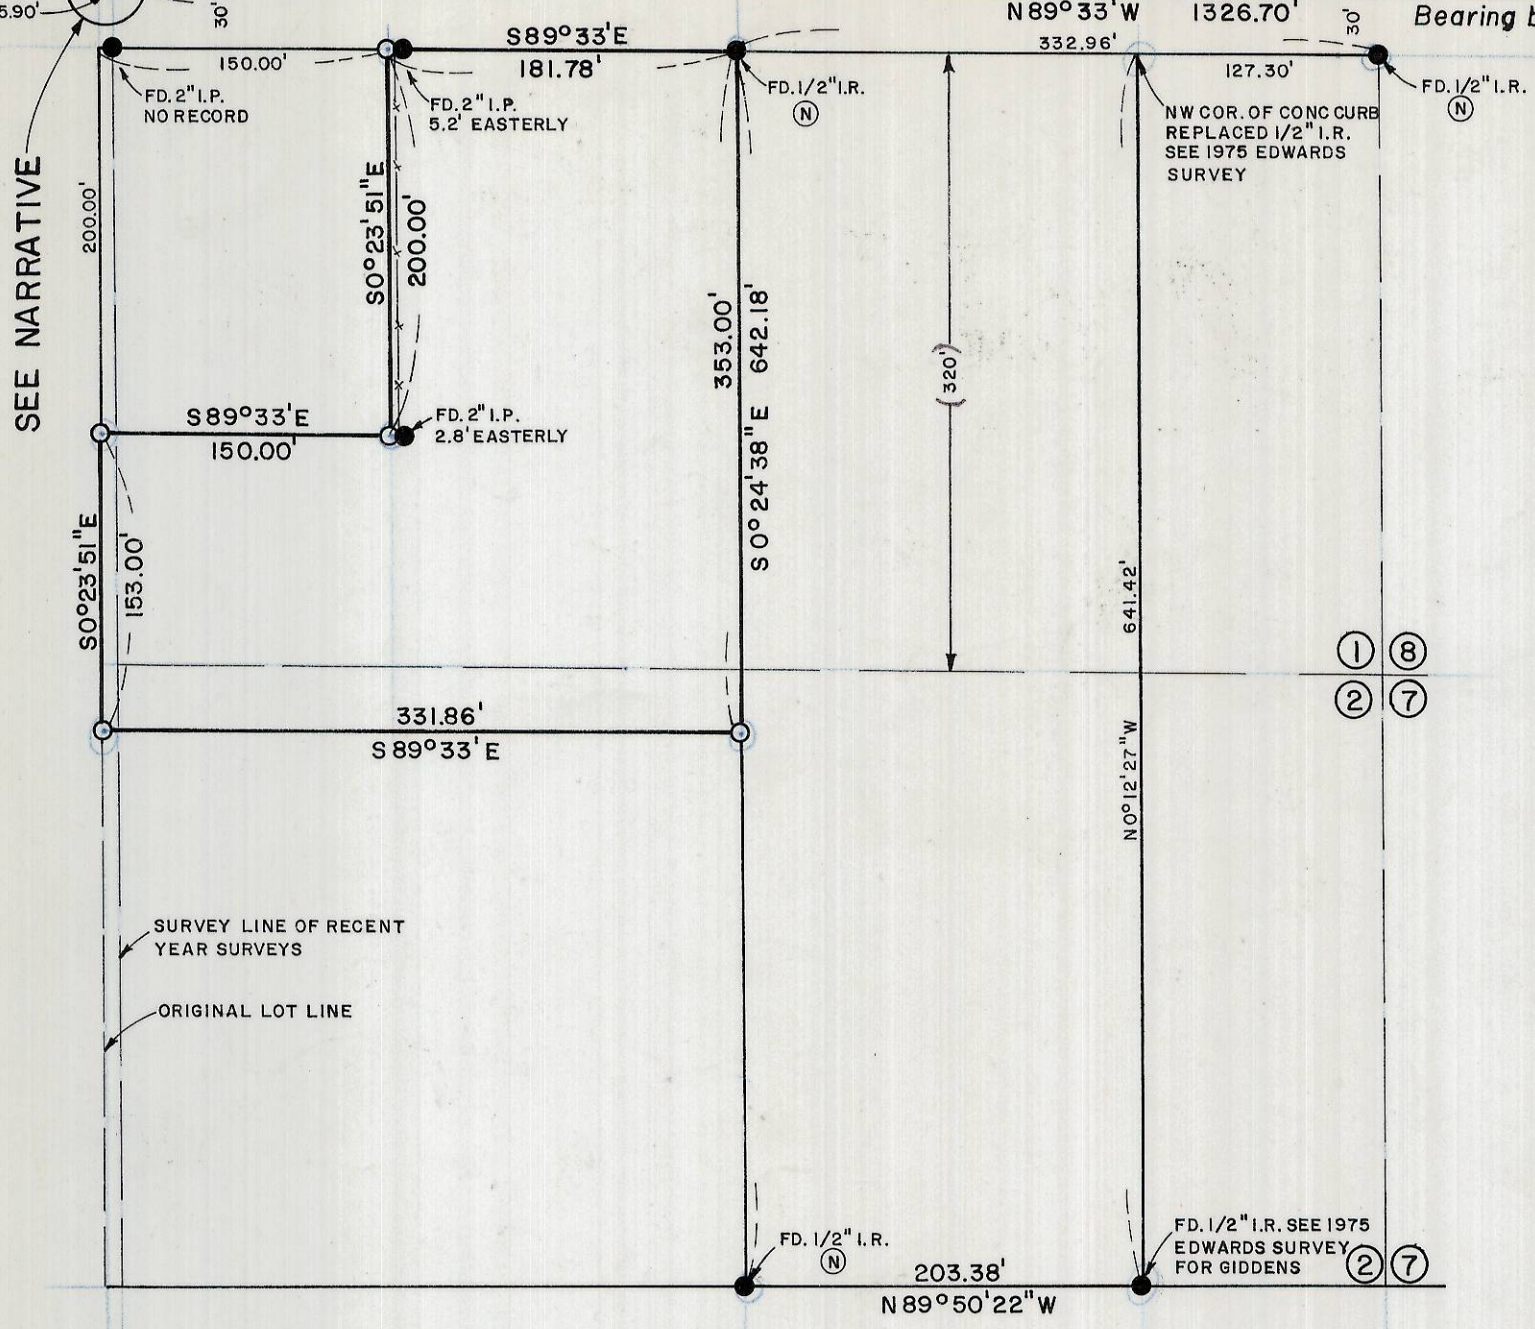 5.90'
30'
N89°33'W 1326.70'
30'
Bearing b
S89°33'E
332.96'
150.00'
181.78'
127.30'
FD. 2" I.P.
NO RECORD
FD. 2" I.P.
5.2' EASTERLY
FD. 1/2" I.R.
N
NW COR. OF CONC CURB
REPLACED 1/2" I.R.
SEE 1975 EDWARDS
SURVEY
FD. 1/2" I.R.
N
SEE NARRATIVE
200.00'
S0°23'51"E
200.00'
353.00'
S0°24'38"E 642.18'
(320')
S89°33'E
150.00'
FD. 2" I.P.
2.8' EASTERLY
S0°23'51"E
153.00'
641.42'
N0°12'27"W
1 8
2 7
331.86'
S89°33'E
SURVEY LINE OF RECENT
YEAR SURVEYS
ORIGINAL LOT LINE
FD. 1/2" I.R.
N
203.38'
N89°50'22"W
FD. 1/2" I.R. SEE 1975
EDWARDS SURVEY
FOR GIDDENS
2 7